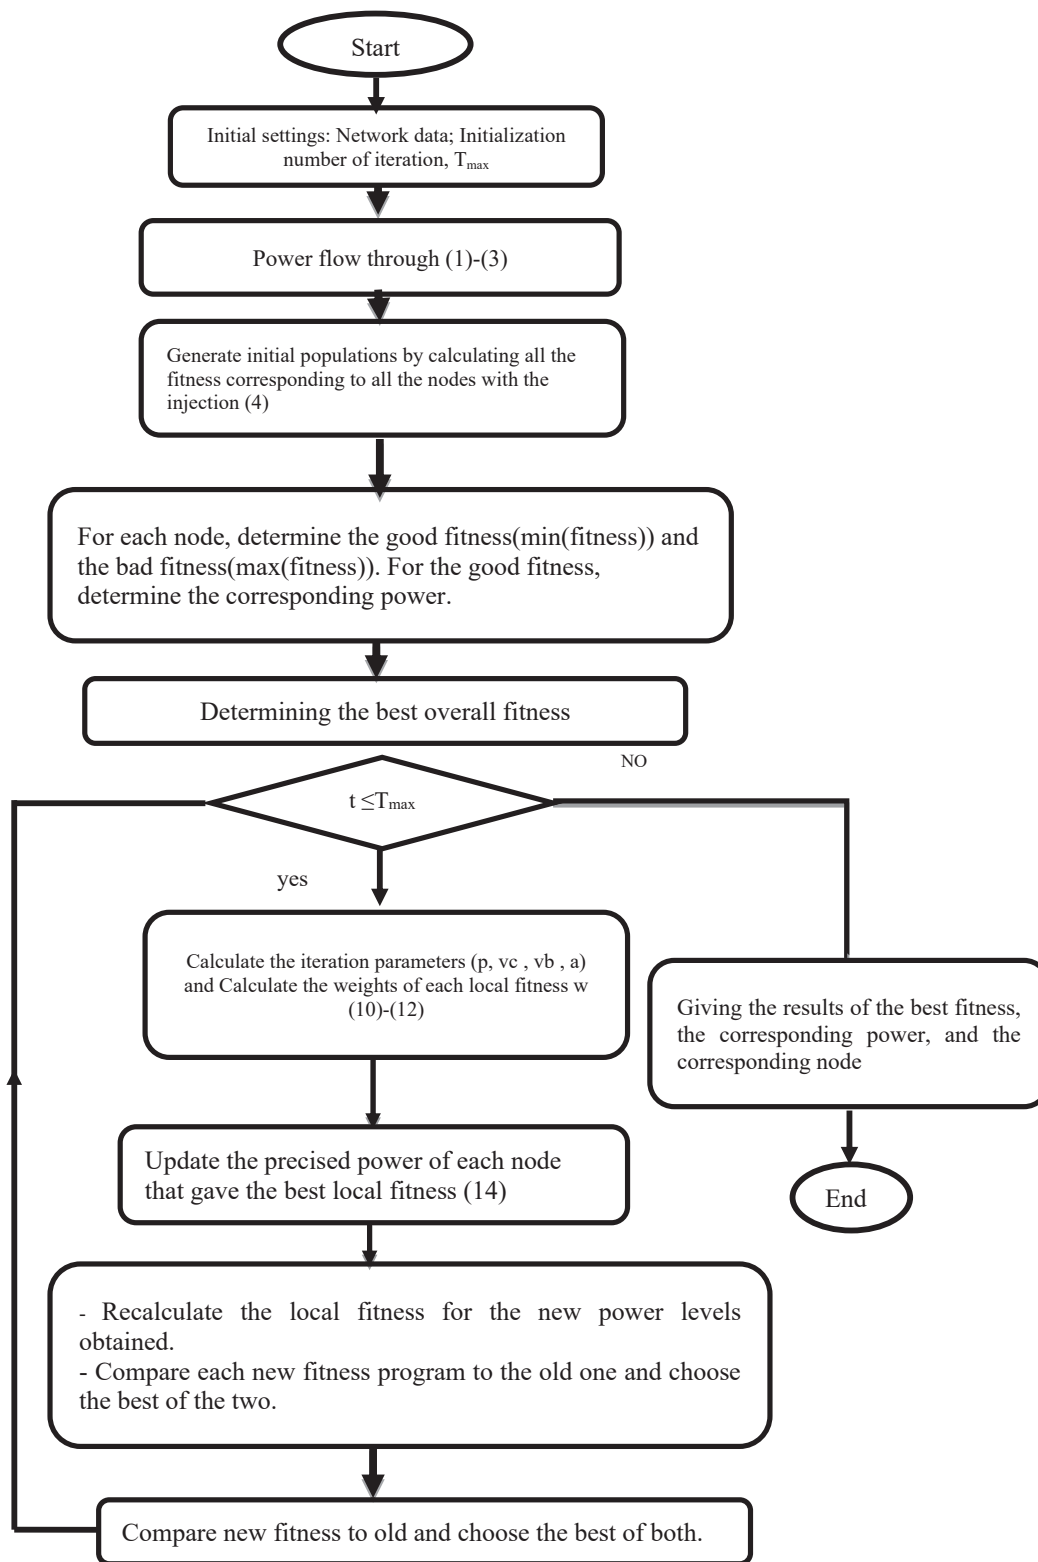 Start
Initial settings: Network data; Initialization
number of iteration, Tmax
Power flow through (1)-(3)
Generate initial populations by calculating all the
fitness corresponding to all the nodes with the
injection (4)
For each node, determine the good fitness(min(fitness)) and
the bad fitness(max(fitness)). For the good fitness,
determine the corresponding power.
Determining the best overall fitness
NO
t ≤Tmax
yes
Calculate the iteration parameters (p, vc , vb , a)
and Calculate the weights of each local fitness w
(10)-(12)
Giving the results of the best fitness,
the corresponding power, and the
corresponding node
Update the precised power of each node
that gave the best local fitness (14)
End
- Recalculate the local fitness for the new power levels
obtained.
- Compare each new fitness program to the old one and choose
the best of the two.
Compare new fitness to old and choose the best of both.